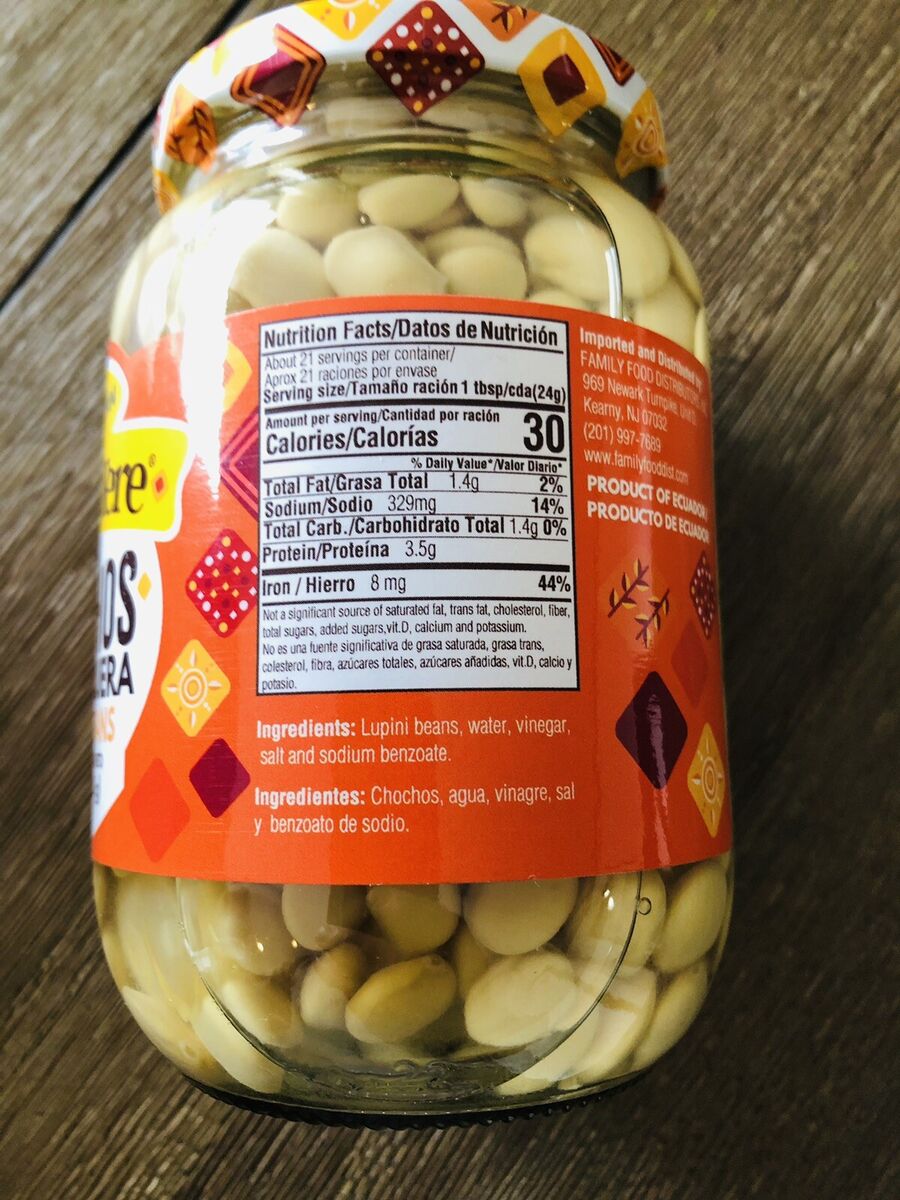 ere®
OS
ERA
NS
Nutrition Facts/Datos de Nutrición
About 21 servings per container/
Aprox 21 raciones por envase
Serving size/Tamaño ración 1 tbsp/cda(24g)
Amount per serving/Cantidad por ración
Calories/Calorías 30
% Daily Value*/Valor Diario*
Total Fat/Grasa Total 1.4g 2%
Sodium/Sodio 329mg 14%
Total Carb./Carbohidrato Total 1.4g 0%
Protein/Proteína 3.5g
Iron / Hierro 8 mg 44%
Not a significant source of saturated fat, trans fat, cholesterol, fiber,
total sugars, added sugars,vit.D, calcium and potassium.
No es una fuente significativa de grasa saturada, grasa trans,
colesterol, fibra, azúcares totales, azúcares añadidas, vit.D, calcio y
potasio.
Ingredients: Lupini beans, water, vinegar,
salt and sodium benzoate.
Ingredientes: Chochos, agua, vinagre, sal
y benzoato de sodio.
Imported and Distributed
FAMILY FOOD
969 Newark Turnpike,
Kearny, NJ 07032
(201) 997-7689
www.familyfooddist.com
PRODUCT OF ECUADOR/
PRODUCTO DE ECUADOR